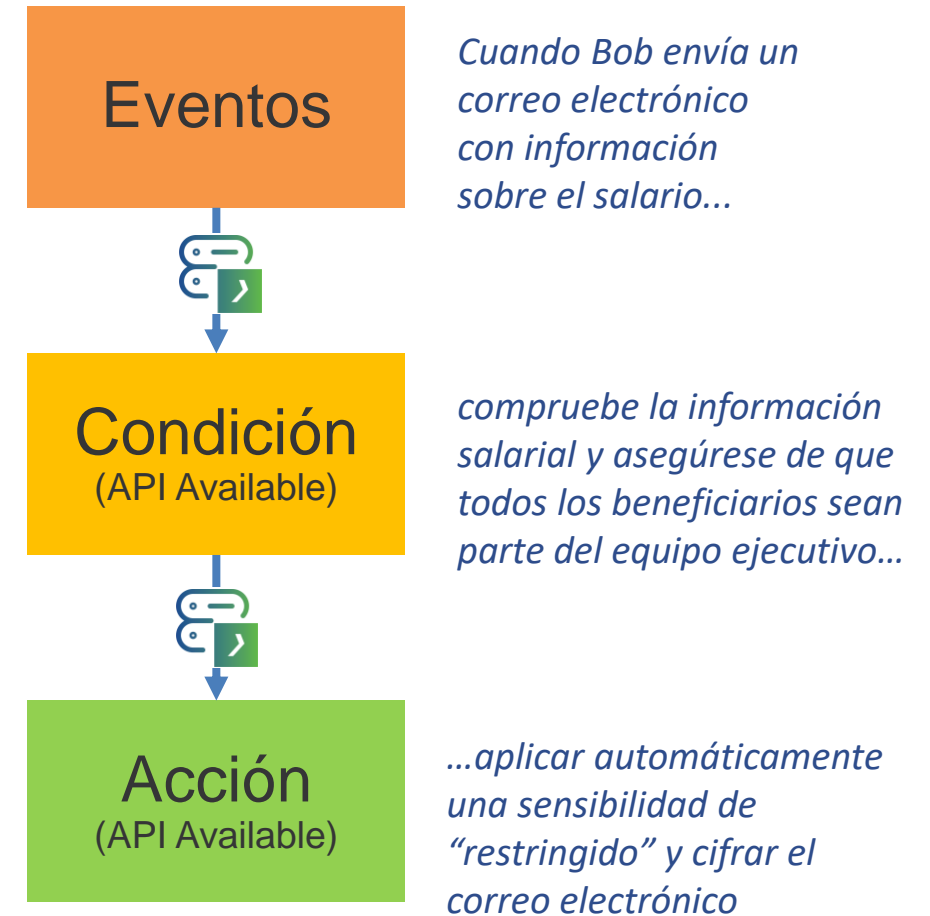 Eventos
Cuando Bob envía un
correo electrónico
con información
sobre el salario...
Condición
(API Available)
compruebe la información
salarial y asegúrese de que
todos los beneficiarios sean
parte del equipo ejecutivo…
Acción
(API Available)
…aplicar automáticamente
una sensibilidad de
“restringido” y cifrar el
correo electrónico